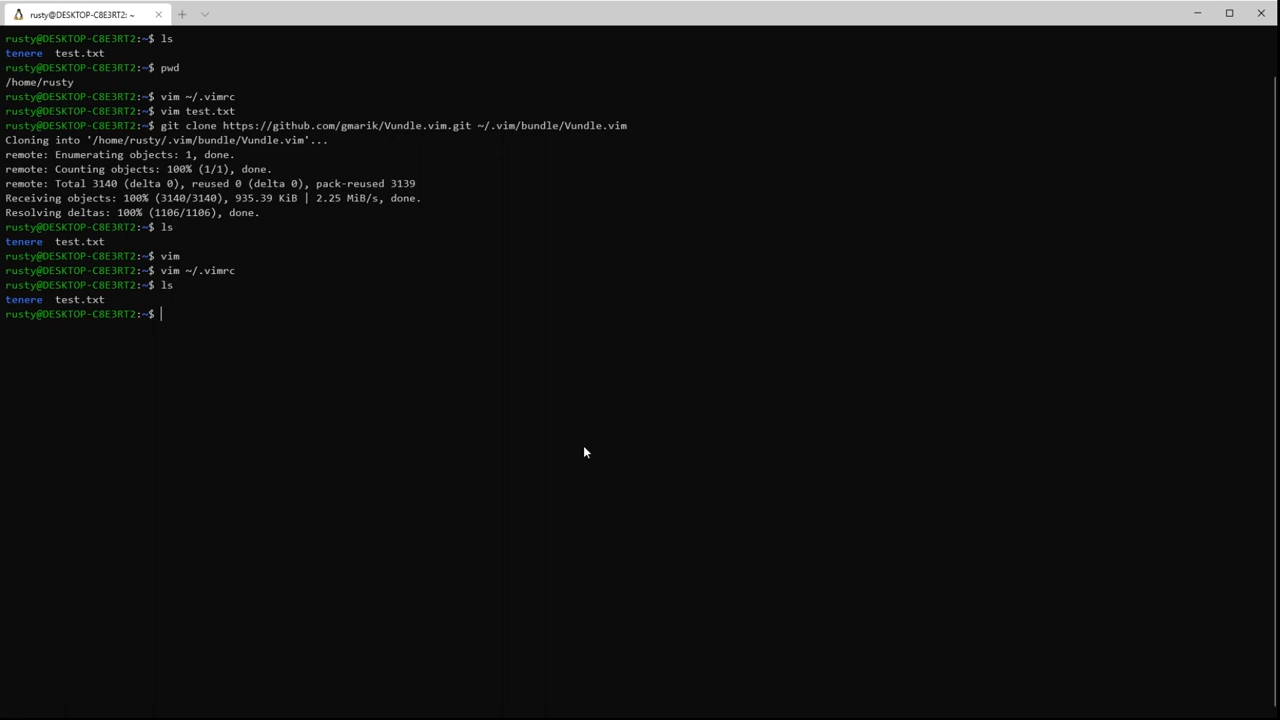 rusty@DESKTOP-C8E3RT2: ~
rusty@DESKTOP-C8E3RT2:~$ ls
tenere  test.txt
rusty@DESKTOP-C8E3RT2:~$ pwd
/home/rusty
rusty@DESKTOP-C8E3RT2:~$ vim ~/.vimrc
rusty@DESKTOP-C8E3RT2:~$ vim test.txt
rusty@DESKTOP-C8E3RT2:~$ git clone https://github.com/gmarik/Vundle.vim.git ~/.vim/bundle/Vundle.vim
Cloning into '/home/rusty/.vim/bundle/Vundle.vim'...
remote: Enumerating objects: 1, done.
remote: Counting objects: 100% (1/1), done.
remote: Total 3140 (delta 0), reused 0 (delta 0), pack-reused 3139
Receiving objects: 100% (3140/3140), 935.39 KiB | 2.25 MiB/s, done.
Resolving deltas: 100% (1106/1106), done.
rusty@DESKTOP-C8E3RT2:~$ ls
tenere  test.txt
rusty@DESKTOP-C8E3RT2:~$ vim
rusty@DESKTOP-C8E3RT2:~$ vim ~/.vimrc
rusty@DESKTOP-C8E3RT2:~$ ls
tenere  test.txt
rusty@DESKTOP-C8E3RT2:~$